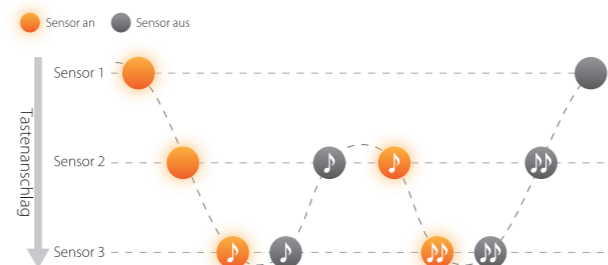 Sensor an
Sensor aus
Sensor 1
Tastenanschlag
Sensor 2
Sensor 3